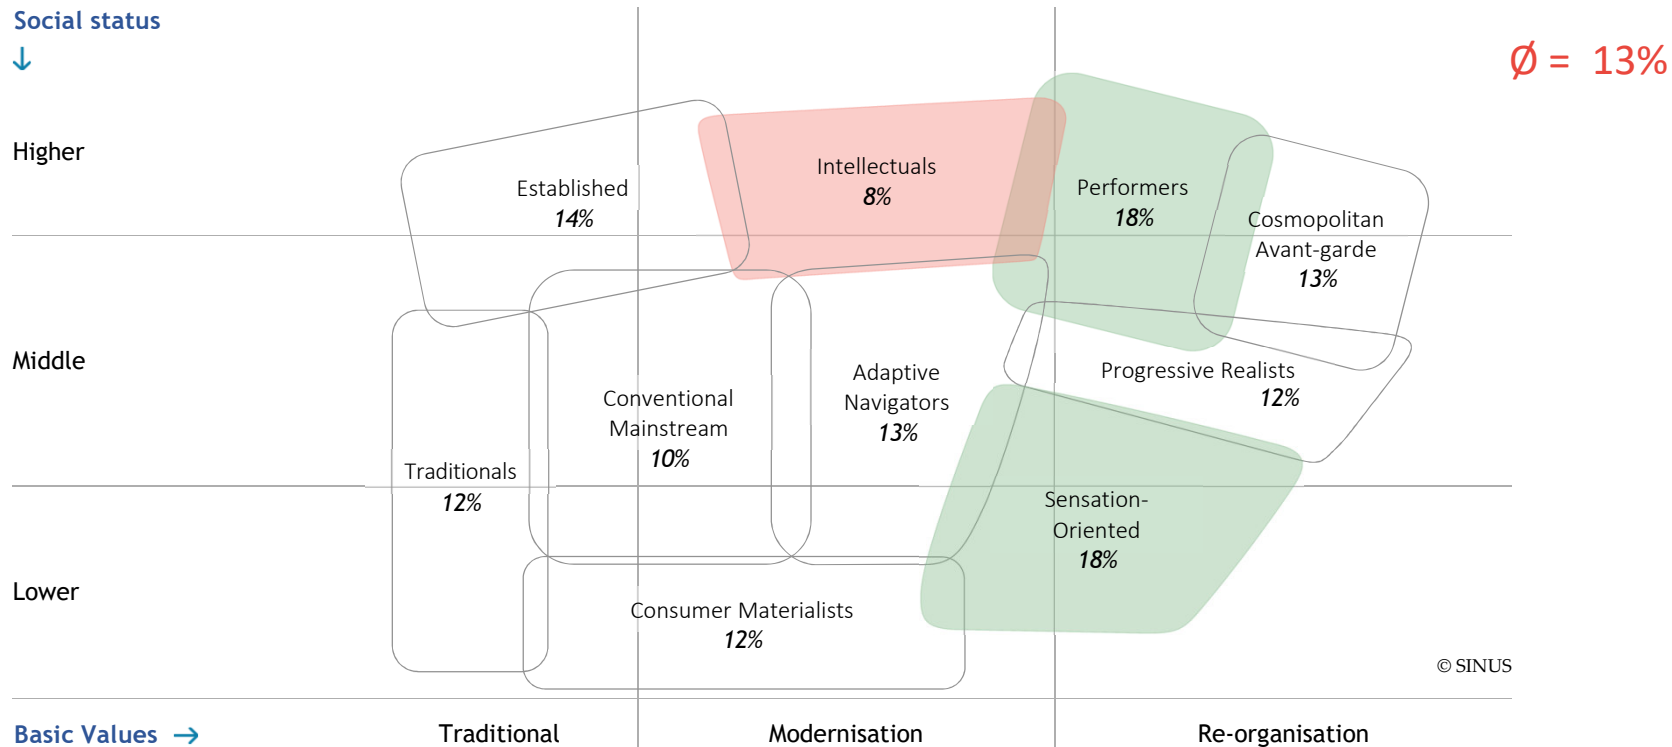 Social status
↓
Ø = 13%
Higher
Established
14%
Intellectuals
8%
Performers
18%
Cosmopolitan
Avant-garde
13%
Middle
Conventional
Mainstream
10%
Adaptive
Navigators
13%
Progressive Realists
12%
Traditionals
12%
Sensation-
Oriented
18%
Lower
Consumer Materialists
12%
© SINUS
Basic Values →
Traditional
Modernisation
Re-organisation